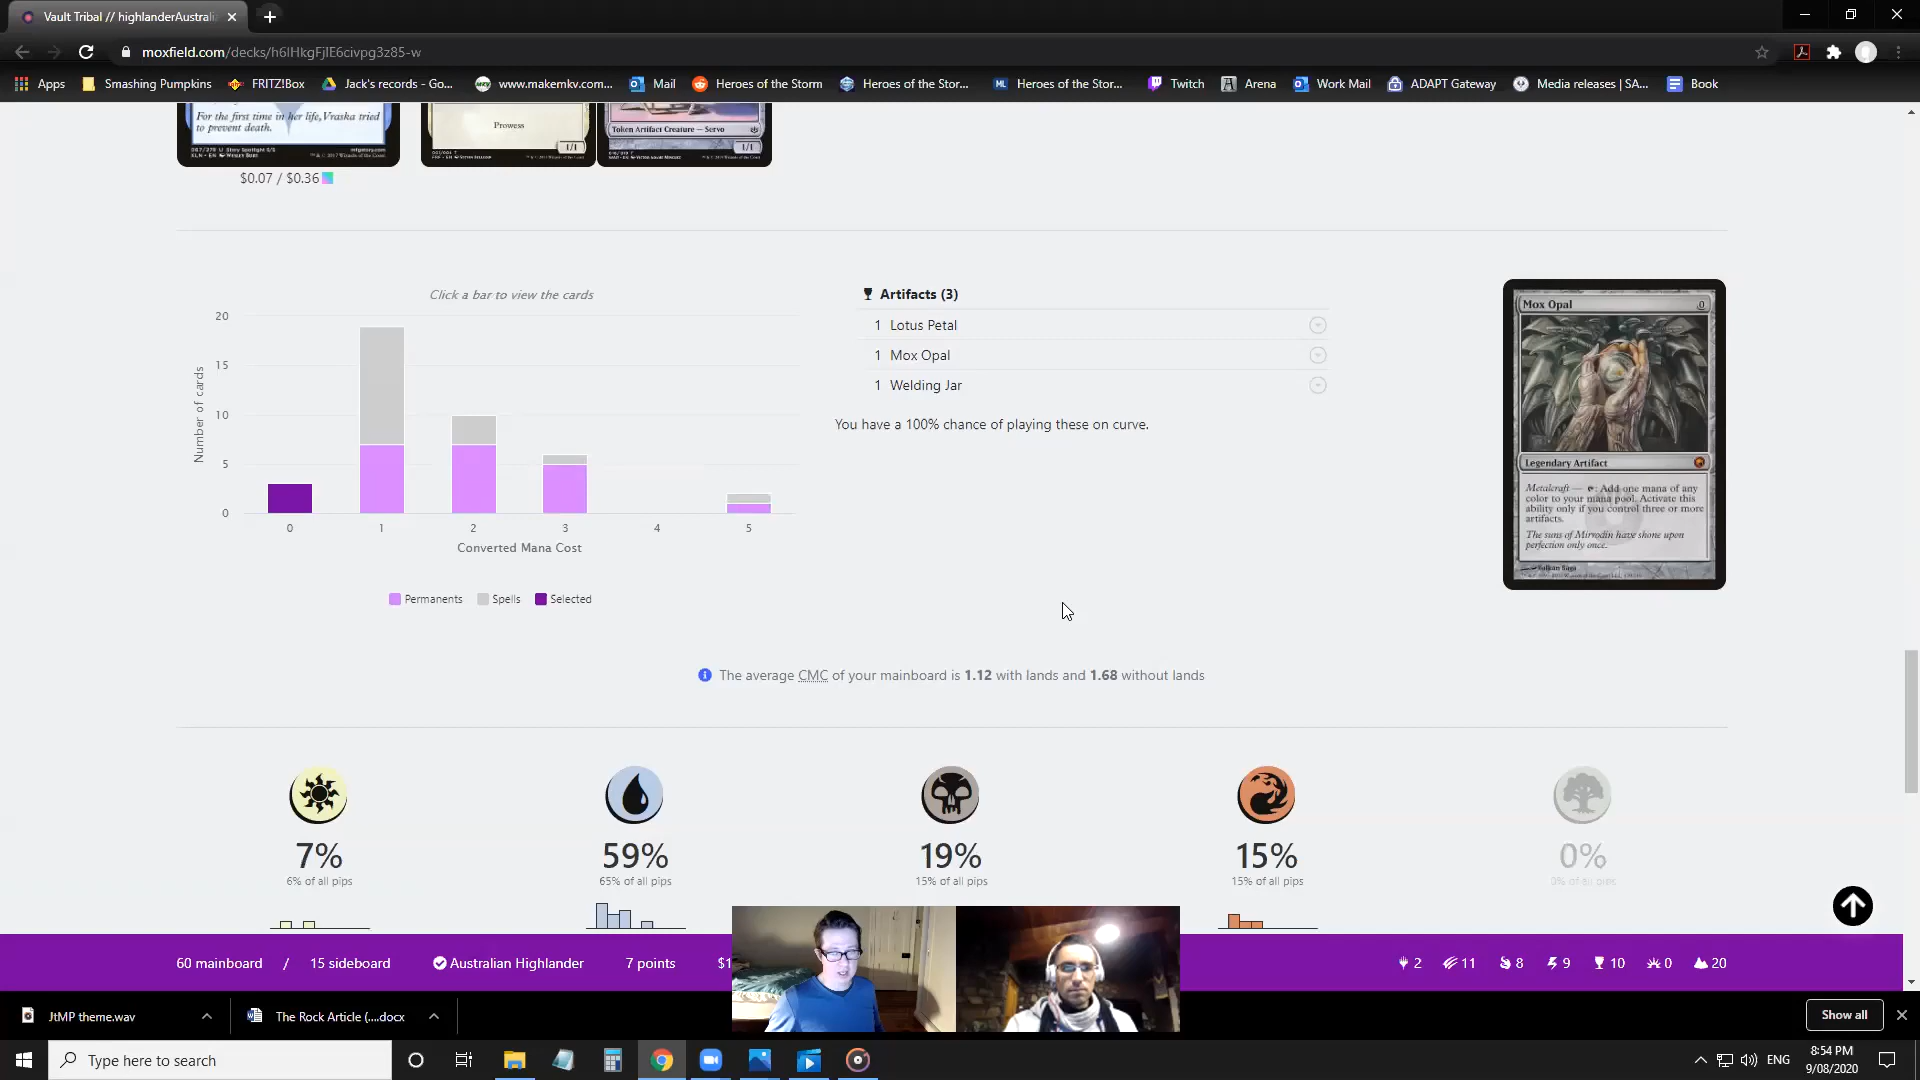 Vault Tribal // highlanderAustrali
moxfield.com/decks/h6lHkgFjlE6civpg3z85-w
Apps Smashing Pumpkins FRITZ!Box Jack's records - Go... www.makemkv.com... Mail Heroes of the Storm Heroes of the Stor... Heroes of the Stor... Twitch Arena Work Mail ADAPT Gateway Media releases | SA... Book
For the first time in her life, Vraska tried
to prevent death.
Prowess
1/1
Token Artifact Creature — Servo
1/1
$0.07 / $0.36
Click a bar to view the cards
Number of cards
20
15
10
5
0
0 1 2 3 4 5
Converted Mana Cost
Permanents Spells Selected
Artifacts (3)
1 Lotus Petal
1 Mox Opal
1 Welding Jar
You have a 100% chance of playing these on curve.
Mox Opal 0
Legendary Artifact
Metalcraft — : Add one mana of any
color to your mana pool. Activate this
ability only if you control three or more
artifacts.
The suns of Mirrodin have shone upon
perfection only once.
Volkan Baga
The average CMC of your mainboard is 1.12 with lands and 1.68 without lands
7% 59% 19% 15% 0%
6% of all pips 65% of all pips 15% of all pips 15% of all pips 0% of all pips
60 mainboard / 15 sideboard Australian Highlander 7 points $1 2 11 8 9 10 0 20
JtMP theme.wav The Rock Article (....docx Show all
Type here to search ENG 8:54 PM
9/08/2020